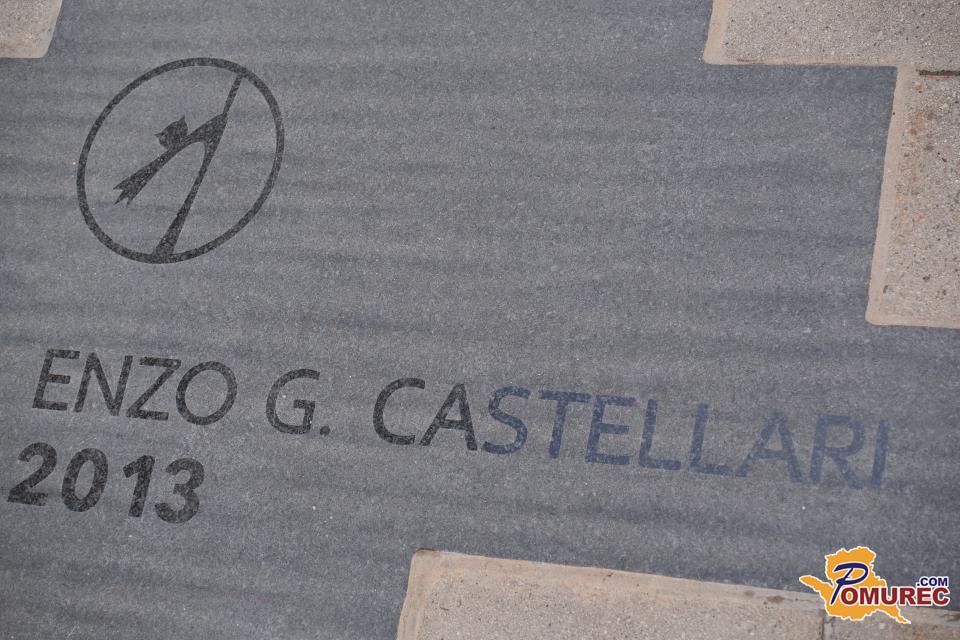 ENZO G. CASTELLARI
2013
POMUREC
.COM